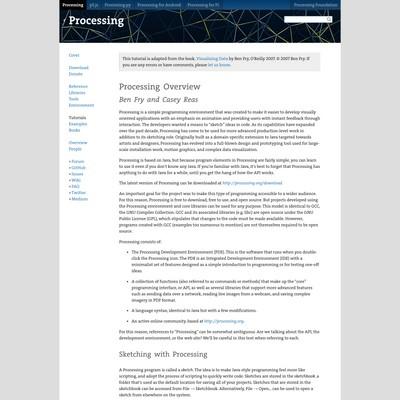 Processing p5.js Processing.py Processing for Android Processing for Pi Processing Foundation
Processing
Cover
Download
Donate
Reference
Libraries
Tools
Environment
Tutorials
Examples
Books
Overview
People
» Forum
» GitHub
» Issues
» Wiki
» FAQ
» Twitter
» Medium
This tutorial is adapted from the book, Visualizing Data by Ben Fry, O'Reilly 2007. © 2007 Ben Fry. If
you see any errors or have comments, please let us know.
Processing Overview
Ben Fry and Casey Reas
Processing is a simple programming environment that was created to make it easier to develop visually
oriented applications with an emphasis on animation and providing users with instant feedback through
interaction. The developers wanted a means to "sketch" ideas in code. As its capabilities have expanded
over the past decade, Processing has come to be used for more advanced production-level work in
addition to its sketching role. Originally built as a domain-specific extension to Java targeted towards
artists and designers, Processing has evolved into a full-blown design and prototyping tool used for large-
scale installation work, motion graphics, and complex data visualization.
Processing is based on Java, but because program elements in Processing are fairly simple, you can learn
to use it even if you don't know any Java. If you're familiar with Java, it's best to forget that Processing has
anything to do with Java for a while, until you get the hang of how the API works.
The latest version of Processing can be downloaded at http://processing.org/download
An important goal for the project was to make this type of programming accessible to a wider audience.
For this reason, Processing is free to download, free to use, and open source. But projects developed using
the Processing environment and core libraries can be used for any purpose. This model is identical to GCC,
the GNU Compiler Collection. GCC and its associated libraries (e.g. libc) are open source under the GNU
Public License (GPL), which stipulates that changes to the code must be made available. However,
programs created with GCC (examples too numerous to mention) are not themselves required to be open
source.
Processing consists of:
• The Processing Development Environment (PDE). This is the software that runs when you double-
click the Processing icon. The PDE is an Integrated Development Environment (IDE) with a
minimalist set of features designed as a simple introduction to programming or for testing one-off
ideas.
• A collection of functions (also referred to as commands or methods) that make up the "core"
programming interface, or API, as well as several libraries that support more advanced features
such as sending data over a network, reading live images from a webcam, and saving complex
imagery in PDF format.
• A language syntax, identical to Java but with a few modifications.
• An active online community, based at http://processing.org.
For this reason, references to "Processing" can be somewhat ambiguous. Are we talking about the API, the
development environment, or the web site? We'll be careful in this text when referring to each.
Sketching with Processing
A Processing program is called a sketch. The idea is to make Java-style programming feel more like
scripting, and adopt the process of scripting to quickly write code. Sketches are stored in the sketchbook, a
folder that's used as the default location for saving all of your projects. Sketches that are stored in the
sketchbook can be accessed from File → Sketchbook. Alternatively, File → Open... can be used to open a
sketch from elsewhere on the system.